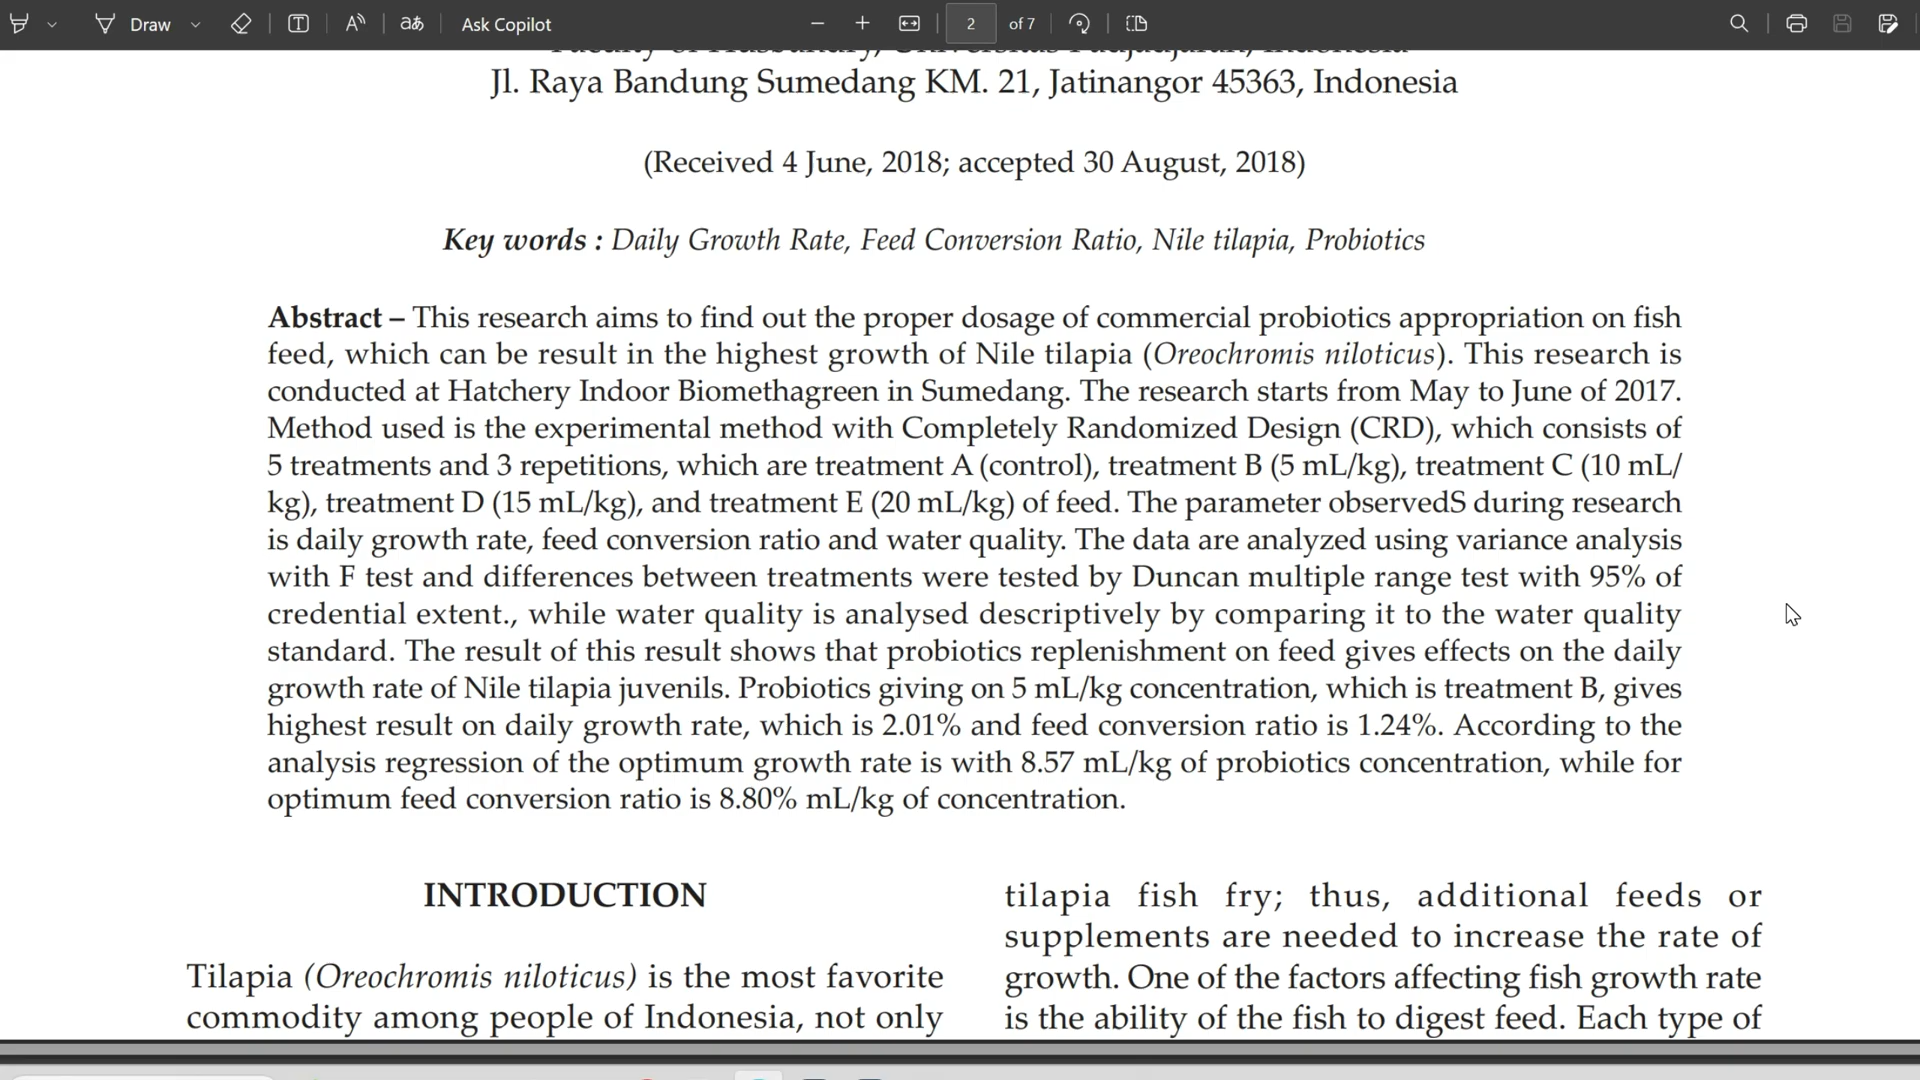 Draw
Ask Copilot
2
of 7
Jl. Raya Bandung Sumedang KM. 21, Jatinangor 45363, Indonesia
(Received 4 June, 2018; accepted 30 August, 2018)
Key words : Daily Growth Rate, Feed Conversion Ratio, Nile tilapia, Probiotics
Abstract – This research aims to find out the proper dosage of commercial probiotics appropriation on fish
feed, which can be result in the highest growth of Nile tilapia (Oreochromis niloticus). This research is
conducted at Hatchery Indoor Biomethagreen in Sumedang. The research starts from May to June of 2017.
Method used is the experimental method with Completely Randomized Design (CRD), which consists of
5 treatments and 3 repetitions, which are treatment A (control), treatment B (5 mL/kg), treatment C (10 mL/
kg), treatment D (15 mL/kg), and treatment E (20 mL/kg) of feed. The parameter observedS during research
is daily growth rate, feed conversion ratio and water quality. The data are analyzed using variance analysis
with F test and differences between treatments were tested by Duncan multiple range test with 95% of
credential extent., while water quality is analysed descriptively by comparing it to the water quality
standard. The result of this result shows that probiotics replenishment on feed gives effects on the daily
growth rate of Nile tilapia juvenils. Probiotics giving on 5 mL/kg concentration, which is treatment B, gives
highest result on daily growth rate, which is 2.01% and feed conversion ratio is 1.24%. According to the
analysis regression of the optimum growth rate is with 8.57 mL/kg of probiotics concentration, while for
optimum feed conversion ratio is 8.80% mL/kg of concentration.
INTRODUCTION
Tilapia (Oreochromis niloticus) is the most favorite
commodity among people of Indonesia, not only
tilapia fish fry; thus, additional feeds or
supplements are needed to increase the rate of
growth. One of the factors affecting fish growth rate
is the ability of the fish to digest feed. Each type of